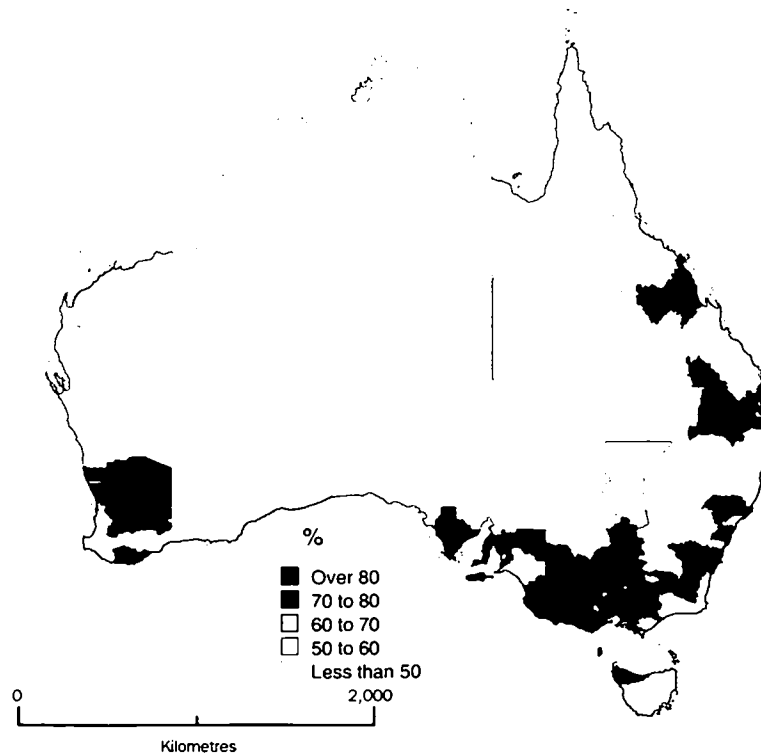 %
Over 80
70 to 80
60 to 70
50 to 60
Less than 50
0 2,000
Kilometres